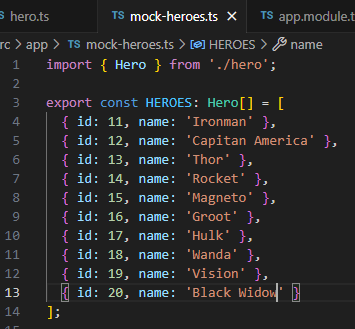 hero.ts TS mock-heroes.ts × TS app.module.t
src > app > TS mock-heroes.ts > HEROES > name
1 import { Hero } from './hero';
2
3 export const HEROES: Hero[] = [
4 { id: 11, name: 'Ironman' },
5 { id: 12, name: 'Capitan America' },
6 { id: 13, name: 'Thor' },
7 { id: 14, name: 'Rocket' },
8 { id: 15, name: 'Magneto' },
9 { id: 16, name: 'Groot' },
10 { id: 17, name: 'Hulk' },
11 { id: 18, name: 'Wanda' },
12 { id: 19, name: 'Vision' },
13 { id: 20, name: 'Black Widow' }
14 ];